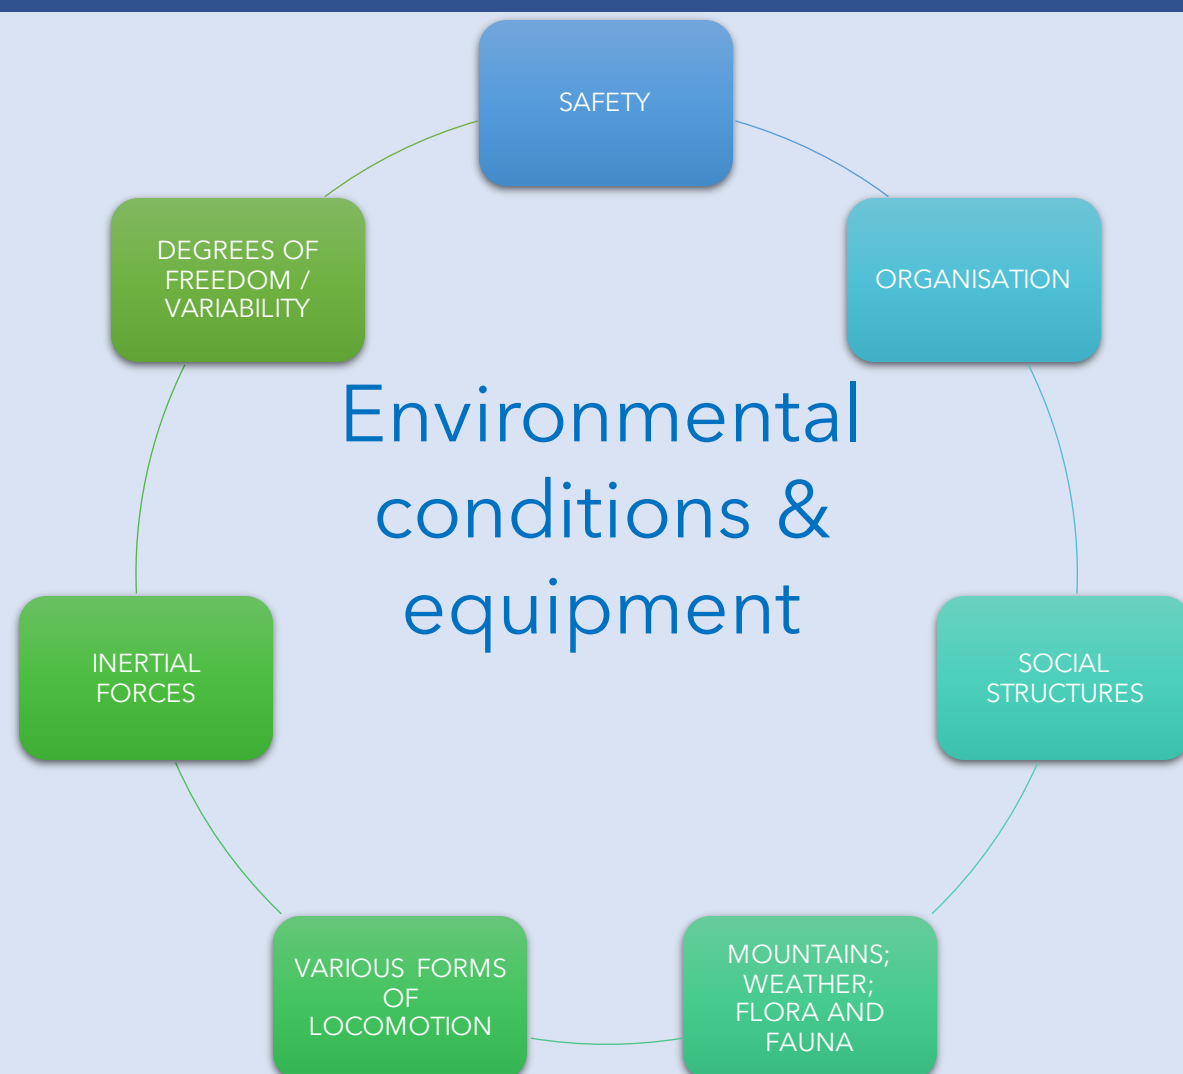 SAFETY
ORGANISATION
SOCIAL
STRUCTURES
MOUNTAINS;
WEATHER;
FLORA AND
FAUNA
VARIOUS FORMS
OF
LOCOMOTION
INERTIAL
FORCES
DEGREES OF
FREEDOM /
VARIABILITY
Environmental
conditions &
equipment